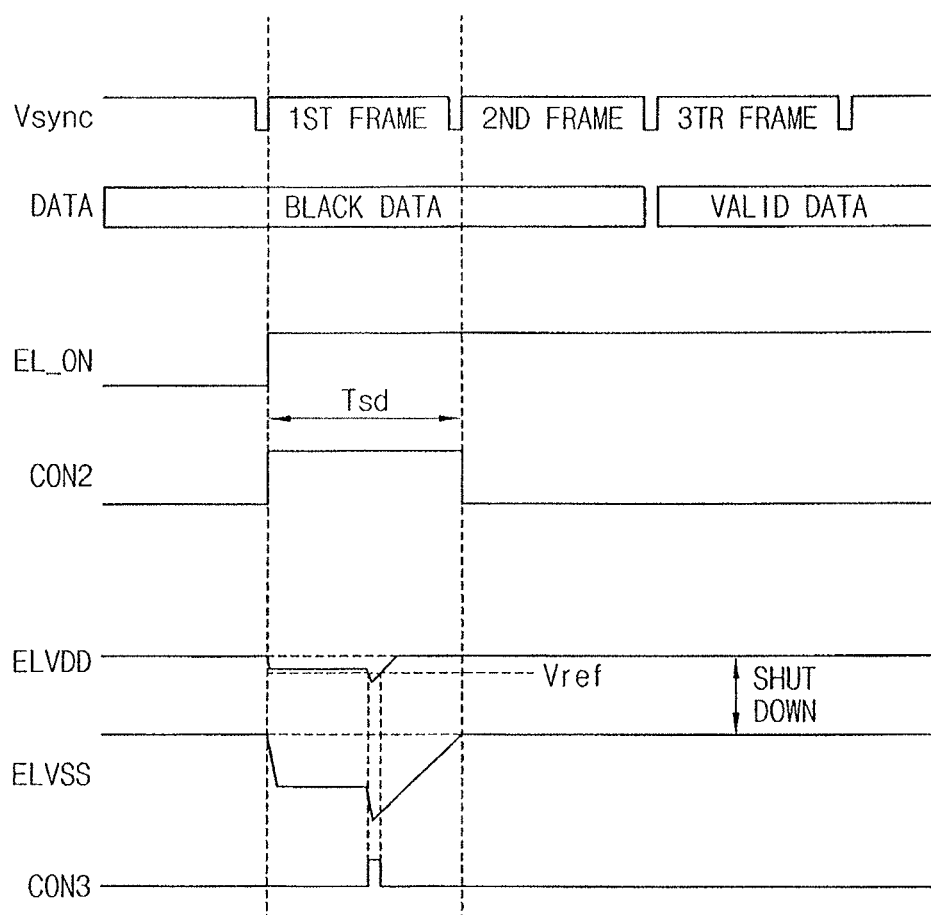 Vsync
1ST FRAME
2ND FRAME
3TR FRAME
DATA
BLACK DATA
VALID DATA
EL_ON
Tsd
CON2
ELVDD
Vref
SHUT
DOWN
ELVSS
CON3